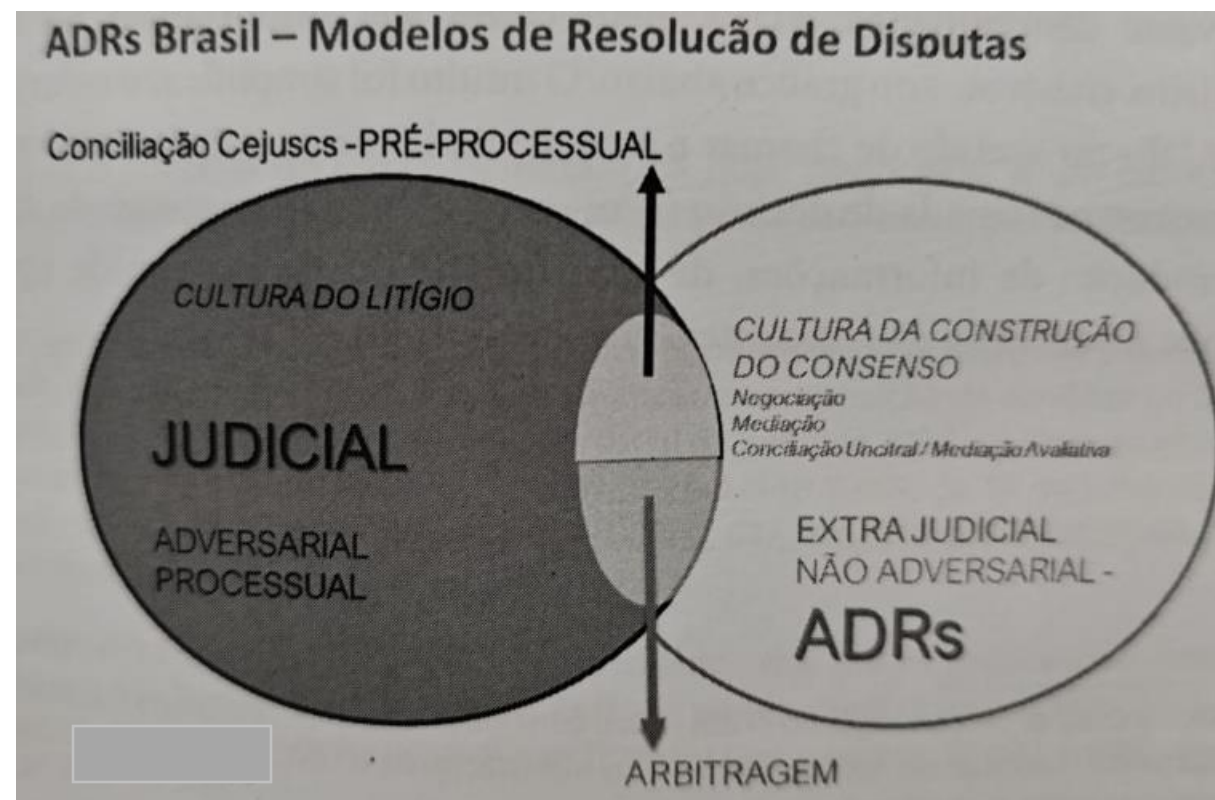 ADRs Brasil – Modelos de Resolucão de Disputas
Conciliação Cejuscs -PRÉ-PROCESSUAL
CULTURA DO LITÍGIO
JUDICIAL
ADVERSARIAL
PROCESSUAL
CULTURA DA CONSTRUÇÃO
DO CONSENSO
Negociação
Mediação
Conciliação Uncitral / Mediação Avaliativa
EXTRA JUDICIAL
NÃO ADVERSARIAL -
ADRs
ARBITRAGEM